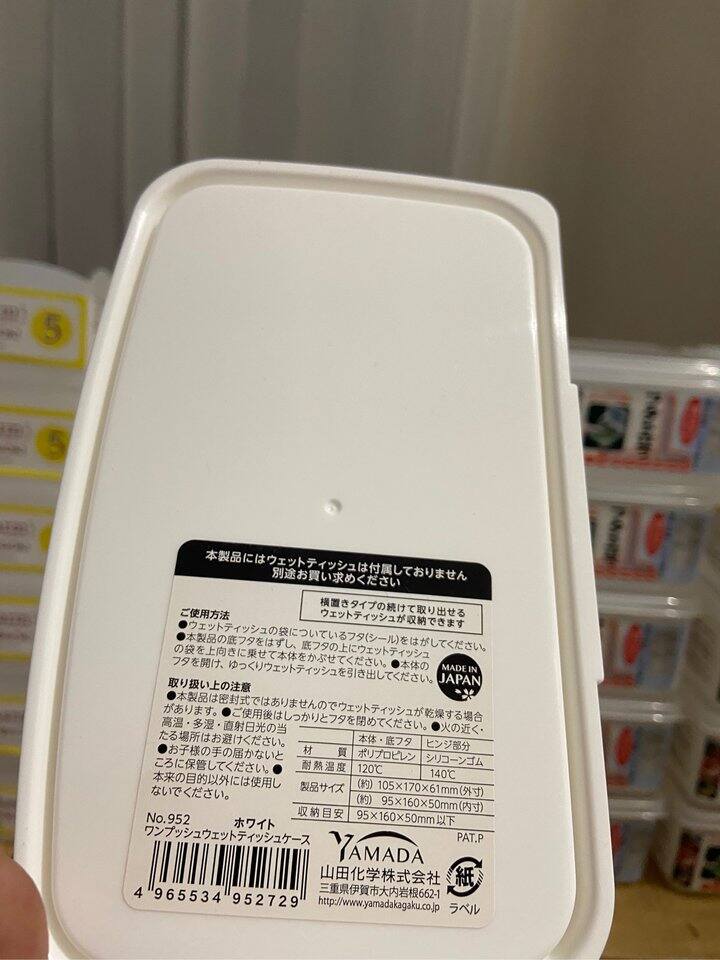 5
5
本製品にはウェットティッシュは付属しておりません
別途お買い求めください
横置きタイプの続けて取り出せる
ウェットティッシュが収納できます
ご使用方法
●ウェットティッシュの袋についているフタ(シール)をはがしてください。
●本製品の底フタをはずし、底フタの上にウェットティッシュ
の袋を上向きに乗せて本体をかぶせてください。●本体の
フタを開け、ゆっくりウェットティッシュを引き出してください。
MADE IN
JAPAN
取り扱い上の注意
●本製品は密封式ではありませんのでウェットティッシュが乾燥する場合
があります。●ご使用後はしっかりとフタを閉めてください。●火の近く・
高温・多湿・直射日光の当
たる場所はお避けください。
●お子様の手の届かないと
ころに保管してください。●
本来の目的以外には使用し
ないでください。
本体・底フタ ヒンジ部分
材質 ポリプロピレン シリコーンゴム
耐熱温度 120℃ 140℃
製品サイズ (約) 105×170×61mm(外寸)
(約) 95×160×50mm(内寸)
収納目安 95×160×50mm以下
No.952 ホワイト
ワンプッシュウェットティッシュケース
4 965534 952729
YAMADA
PAT.P
山田化学株式会社
三重県伊賀市大内岩根662-1
http://www.yamadakagaku.co.jp
紙
ラベル